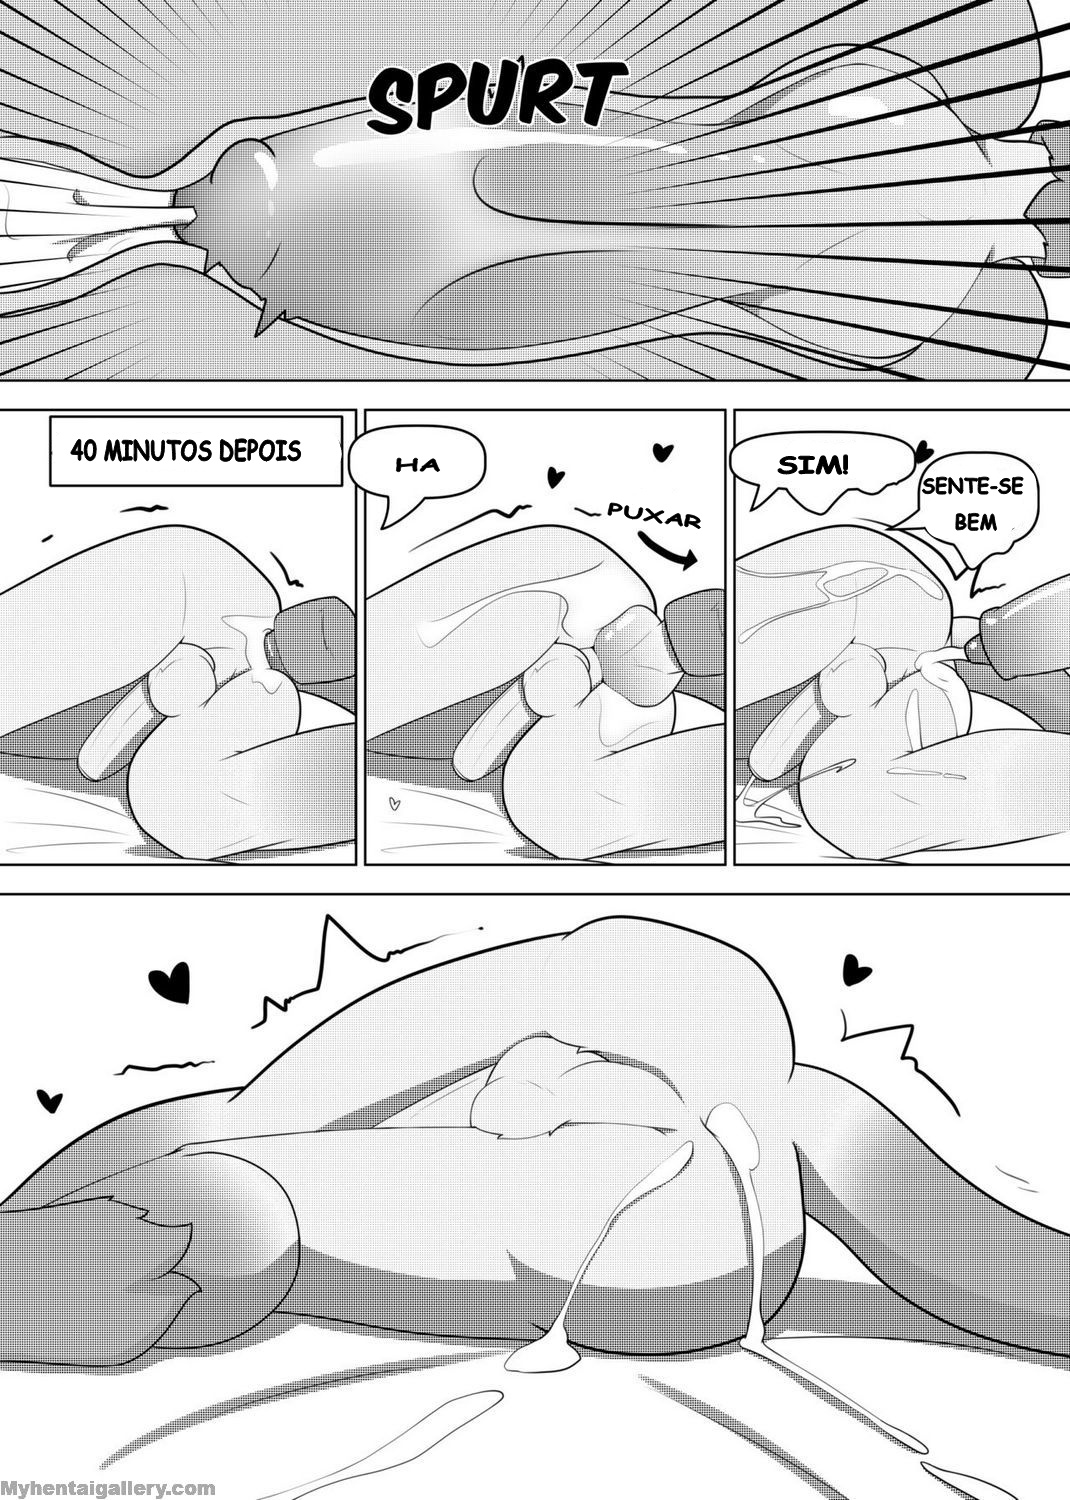 SPURT
40 MINUTOS DEPOIS
HA
PUXAR
SIM!
SENTE-SE
BEM
Myhentaigallery.com